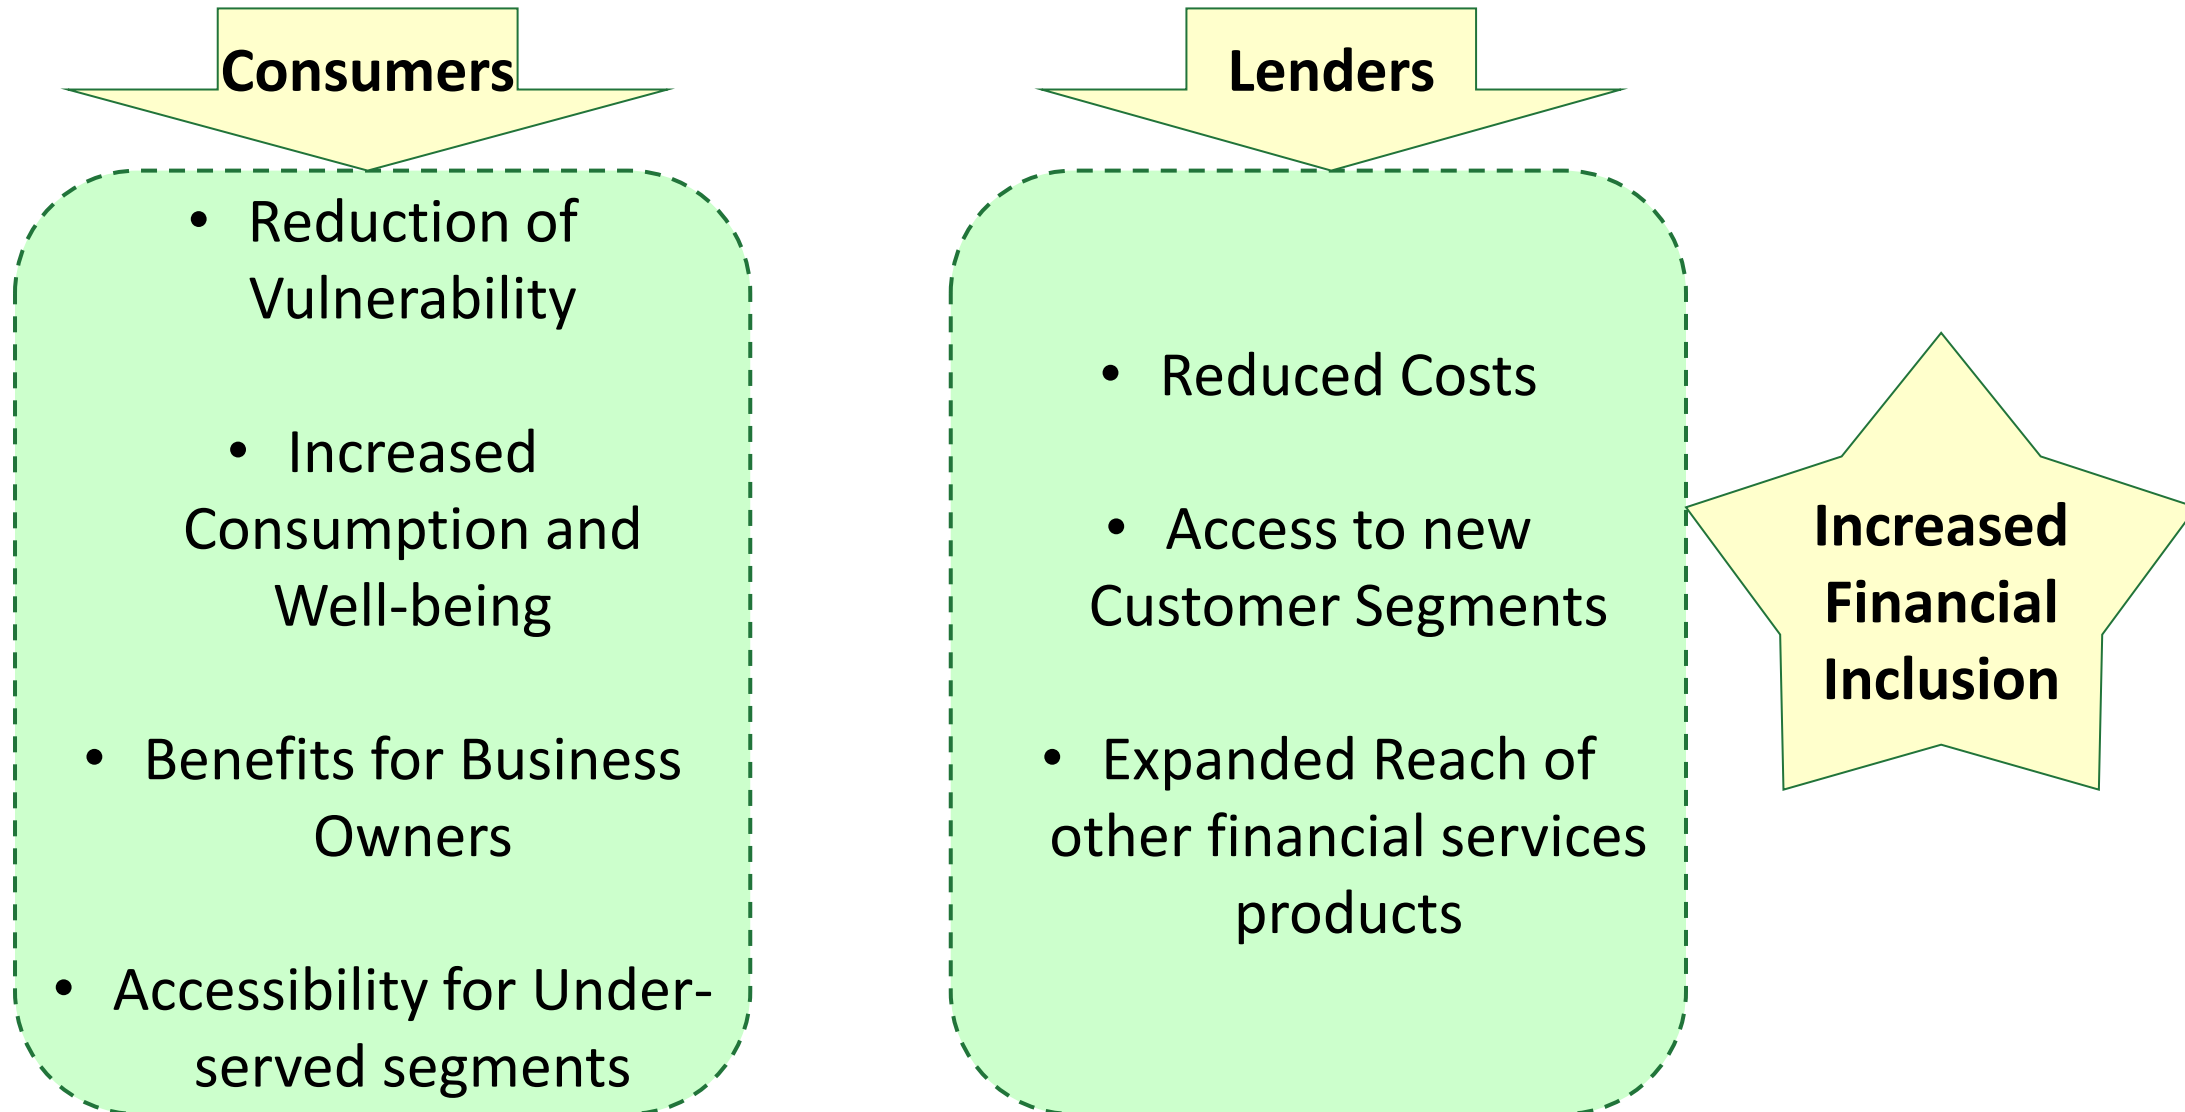 Consumers
• Reduction of
Vulnerability
• Increased
Consumption and
Well-being
• Benefits for Business
Owners
• Accessibility for Under-
served segments
Lenders
• Reduced Costs
• Access to new
Customer Segments
• Expanded Reach of
other financial services
products
Increased
Financial
Inclusion